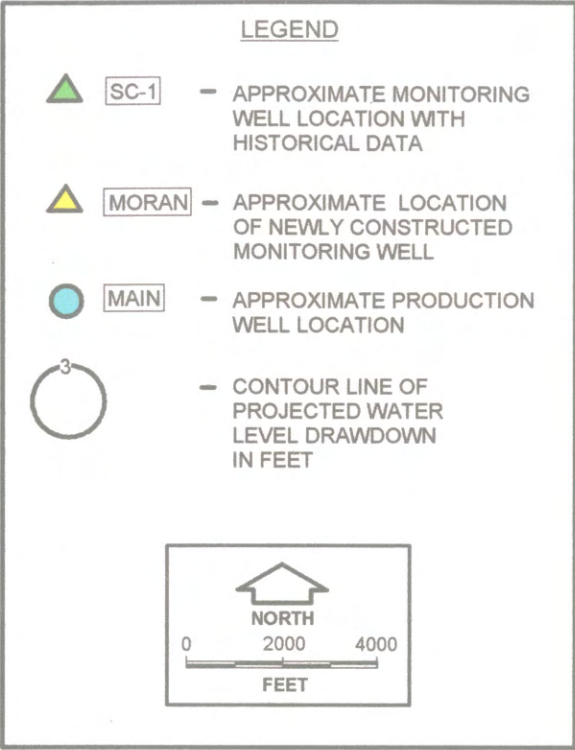 LEGEND
SC-1 - APPROXIMATE MONITORING
WELL LOCATION WITH
HISTORICAL DATA
MORAN - APPROXIMATE LOCATION
OF NEWLY CONSTRUCTED
MONITORING WELL
MAIN - APPROXIMATE PRODUCTION
WELL LOCATION
3 - CONTOUR LINE OF
PROJECTED WATER
LEVEL DRAWDOWN
IN FEET
NORTH
0 2000 4000
FEET